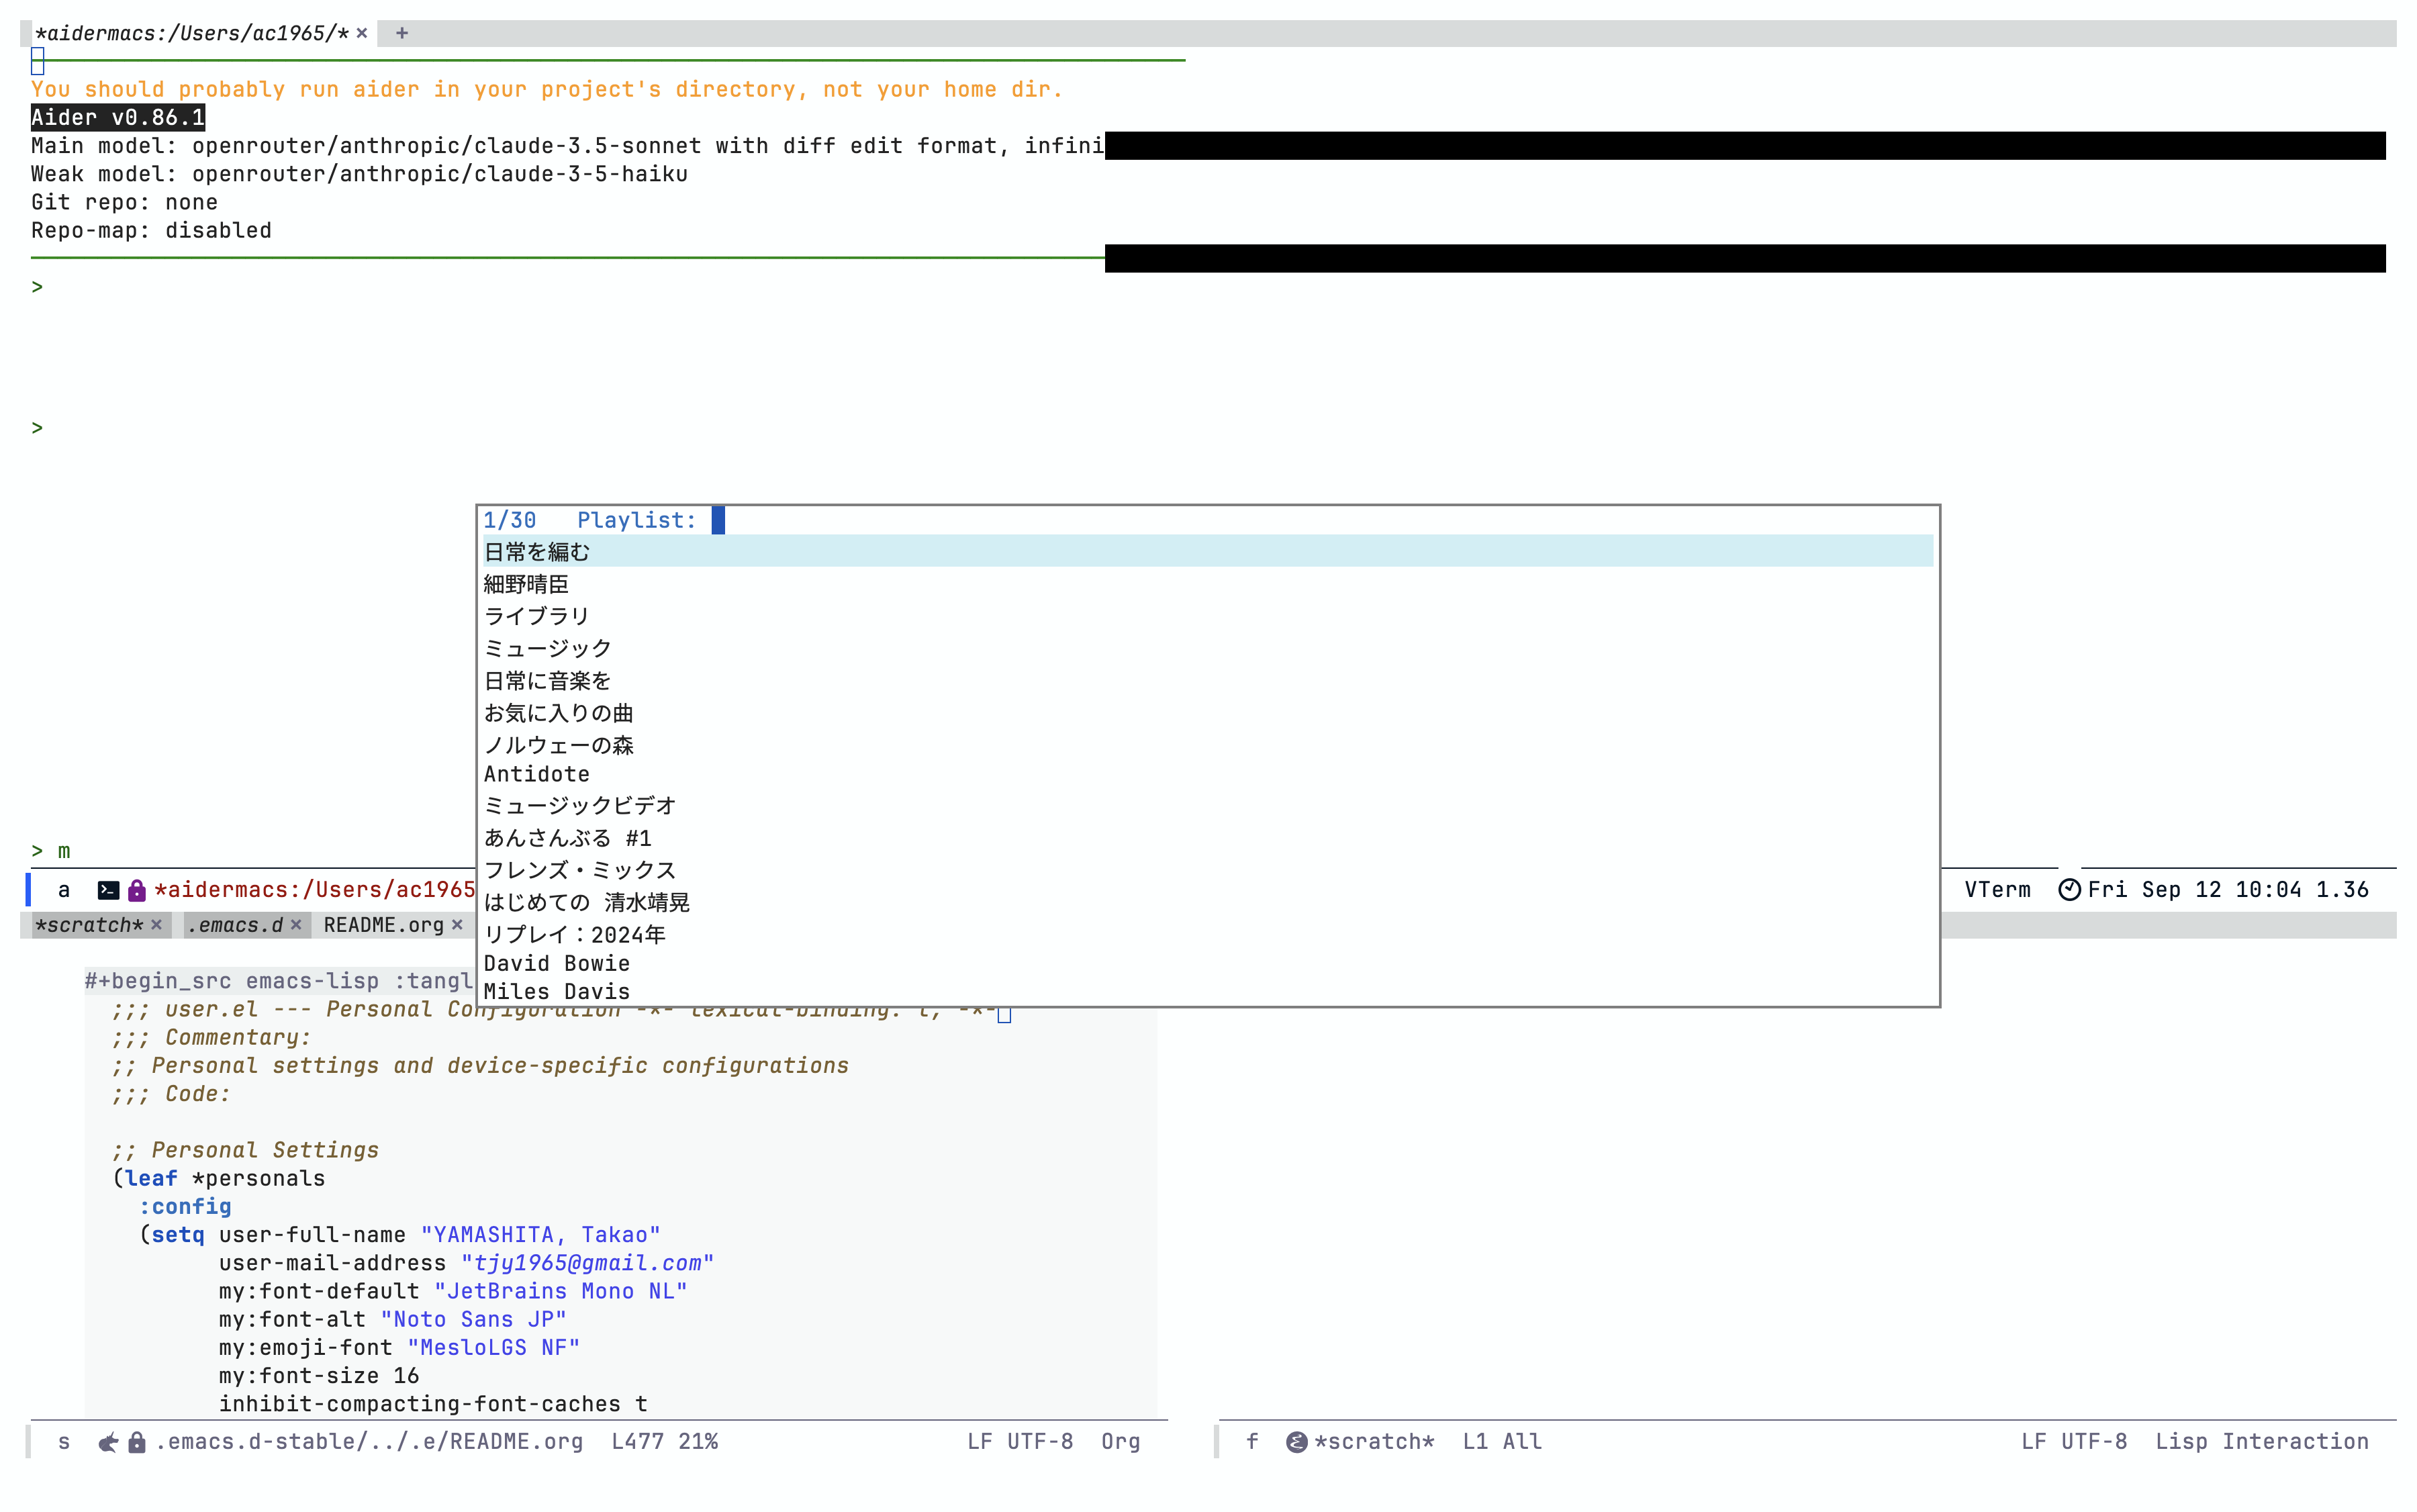 *aidermacs:/Users/ac1965/* × +
You should probably run aider in your project's directory, not your home dir.
Aider v0.86.1
Main model: openrouter/anthropic/claude-3.5-sonnet with diff edit format, infini
Weak model: openrouter/anthropic/claude-3-5-haiku
Git repo: none
Repo-map: disabled
>
>
1/30 Playlist:
日常を編む
細野晴臣
ライブラリ
ミュージック
日常に音楽を
お気に入りの曲
ノルウェーの森
Antidote
ミュージックビデオ
あんさんぶる #1
フレンズ・ミックス
はじめての 清水靖晃
リプレイ：2024年
David Bowie
Miles Davis
> m
a *aidermacs:/Users/ac1965 VTerm Fri Sep 12 10:04 1.36
*scratch* × .emacs.d × README.org ×
#+begin_src emacs-lisp :tangl
;;; user.el --- Personal Configuration -*- lexical-binding: t; -*-
;;; Commentary:
;; Personal settings and device-specific configurations
;;; Code:
;; Personal Settings
(leaf *personals
:config
(setq user-full-name "YAMASHITA, Takao"
user-mail-address "tjy1965@gmail.com"
my:font-default "JetBrains Mono NL"
my:font-alt "Noto Sans JP"
my:emoji-font "MesloLGS NF"
my:font-size 16
inhibit-compacting-font-caches t
s .emacs.d-stable/../.e/README.org L477 21% LF UTF-8 Org
f *scratch* L1 All LF UTF-8 Lisp Interaction